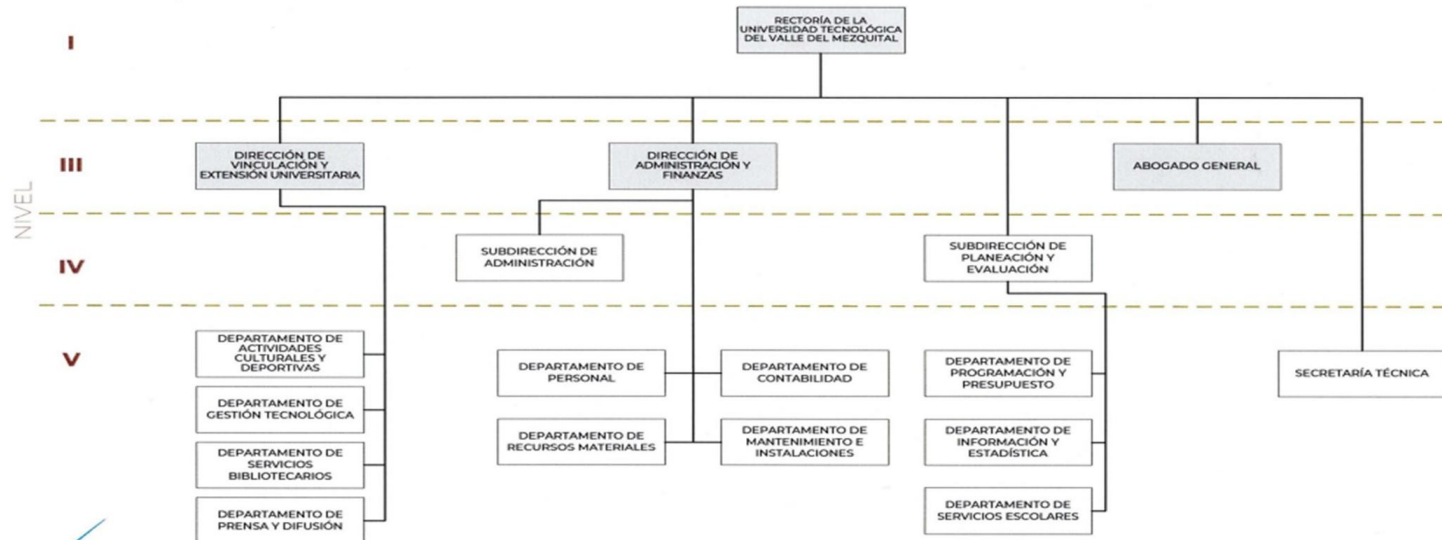 RECTORÍA DE LA
UNIVERSIDAD TECNOLÓGICA
DEL VALLE DEL MEZQUITAL
I
NIVEL
III
DIRECCIÓN DE
VINCULACIÓN Y
EXTENSIÓN UNIVERSITARIA
DIRECCIÓN DE
ADMINISTRACIÓN Y
FINANZAS
ABOGADO GENERAL
IV
SUBDIRECCIÓN DE
ADMINISTRACIÓN
SUBDIRECCIÓN DE
PLANEACIÓN Y
EVALUACIÓN
V
DEPARTAMENTO DE
ACTIVIDADES
CULTURALES Y
DEPORTIVAS
DEPARTAMENTO DE
GESTIÓN TECNOLÓGICA
DEPARTAMENTO DE
SERVICIOS
BIBLIOTECARIOS
DEPARTAMENTO DE
PRENSA Y DIFUSIÓN
DEPARTAMENTO DE
PERSONAL
DEPARTAMENTO DE
CONTABILIDAD
DEPARTAMENTO DE
RECURSOS MATERIALES
DEPARTAMENTO DE
MANTENIMIENTO E
INSTALACIONES
DEPARTAMENTO DE
PROGRAMACIÓN Y
PRESUPUESTO
DEPARTAMENTO DE
INFORMACIÓN Y
ESTADÍSTICA
DEPARTAMENTO DE
SERVICIOS ESCOLARES
SECRETARÍA TÉCNICA